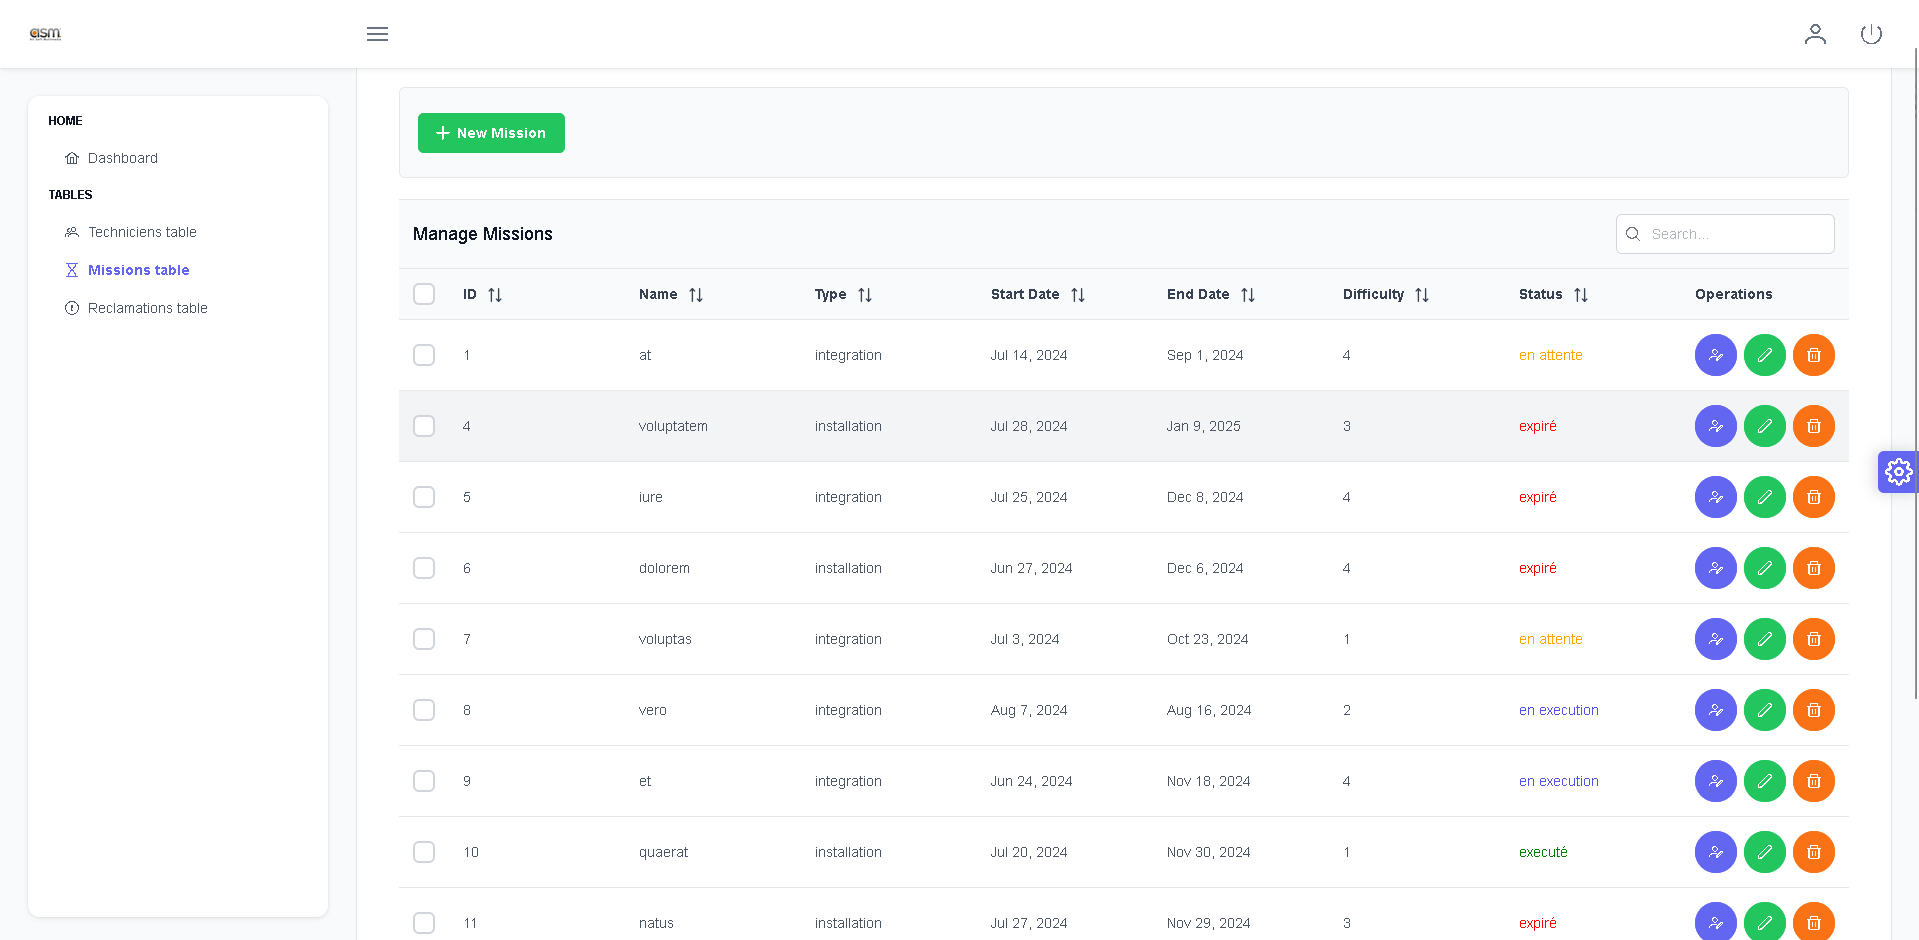 asm
HOME
Dashboard
TABLES
Techniciens table
Missions table
Reclamations table
New Mission
Manage Missions
Search...
ID Name Type Start Date End Date Difficulty Status Operations
1 at integration Jul 14, 2024 Sep 1, 2024 4 en attente
4 voluptatem installation Jul 28, 2024 Jan 9, 2025 3 expiré
5 iure integration Jul 25, 2024 Dec 8, 2024 4 expiré
6 dolorem installation Jun 27, 2024 Dec 6, 2024 4 expiré
7 voluptas integration Jul 3, 2024 Oct 23, 2024 1 en attente
8 vero integration Aug 7, 2024 Aug 16, 2024 2 en execution
9 et integration Jun 24, 2024 Nov 18, 2024 4 en execution
10 quaerat installation Jul 20, 2024 Nov 30, 2024 1 executé
11 natus installation Jul 27, 2024 Nov 29, 2024 3 expiré